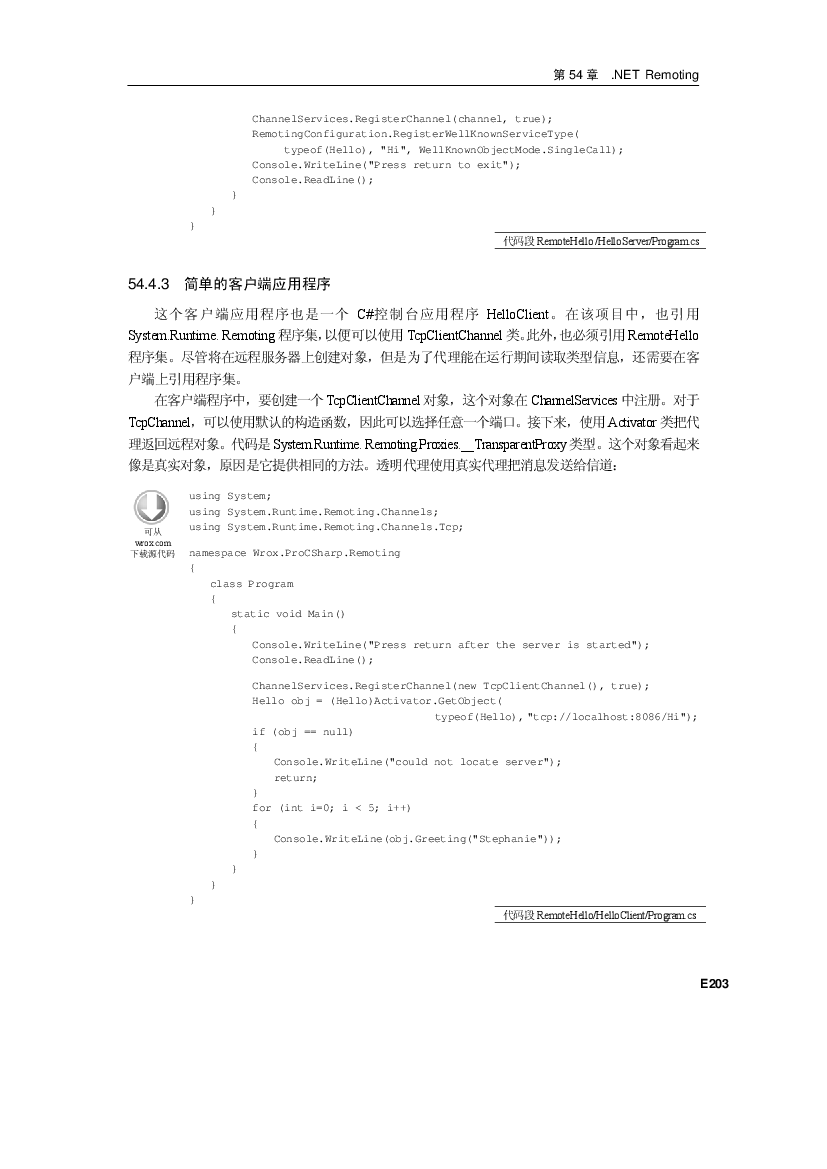 第 54 章 .NET Remoting
ChannelServices.RegisterChannel(channel, true);
RemotingConfiguration.RegisterWellKnownServiceType(
typeof(Hello), "Hi", WellKnownObjectMode.SingleCall);
Console.WriteLine("Press return to exit");
Console.ReadLine();
}
}
}
代码段 RemoteHello/HelloServer/Program.cs
54.4.3 简单的客户端应用程序
这个客户端应用程序也是一个 C#控制台应用程序 HelloClient。在该项目中，也引用
System.Runtime. Remoting 程序集，以便可以使用 TcpClientChannel 类。此外，也必须引用 RemoteHello
程序集。尽管将在远程服务器上创建对象，但是为了代理能在运行期间读取类型信息，还需要在客
户端上引用程序集。
在客户端程序中，要创建一个 TcpClientChannel 对象，这个对象在 ChannelServices 中注册。对于
TcpChannel，可以使用默认的构造函数，因此可以选择任意一个端口。接下来，使用 Activator 类把代
理返回远程对象。代码是 System.Runtime. Remoting.Proxies.__TransparentProxy 类型。这个对象看起来
像是真实对象，原因是它提供相同的方法。透明代理使用真实代理把消息发送给信道：
可从
wrox.com
下载源代码
using System;
using System.Runtime.Remoting.Channels;
using System.Runtime.Remoting.Channels.Tcp;
namespace Wrox.ProCSharp.Remoting
{
class Program
{
static void Main()
{
Console.WriteLine("Press return after the server is started");
Console.ReadLine();
ChannelServices.RegisterChannel(new TcpClientChannel(), true);
Hello obj = (Hello)Activator.GetObject(
typeof(Hello), "tcp://localhost:8086/Hi");
if (obj == null)
{
Console.WriteLine("could not locate server");
return;
}
for (int i=0; i < 5; i++)
{
Console.WriteLine(obj.Greeting("Stephanie"));
}
}
}
}
代码段 RemoteHello/HelloClient/Program.cs
E203